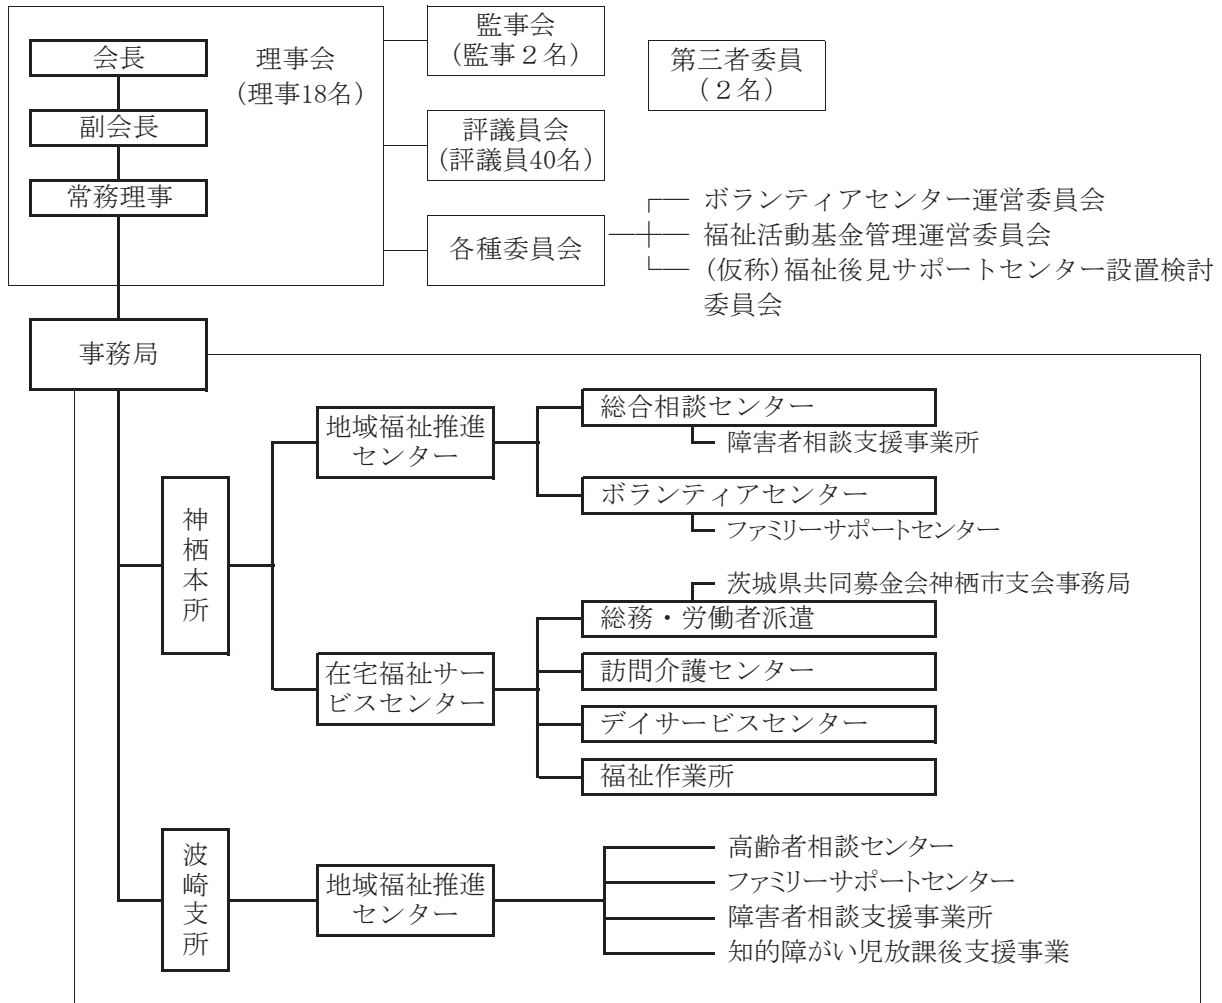 会長
副会長
常務理事
理事会
（理事18名）
監事会
（監事２名）
評議員会
（評議員40名）
各種委員会
第三者委員
（２名）
ボランティアセンター運営委員会
福祉活動基金管理運営委員会
（仮称）福祉後見サポートセンター設置検討
委員会
事務局
神栖本所
地域福祉推進
センター
総合相談センター
障害者相談支援事業所
ボランティアセンター
ファミリーサポートセンター
在宅福祉サー
ビスセンター
茨城県共同募金会神栖市支会事務局
総務・労働者派遣
訪問介護センター
デイサービスセンター
福祉作業所
波崎支所
地域福祉推進
センター
高齢者相談センター
ファミリーサポートセンター
障害者相談支援事業所
知的障がい児放課後支援事業